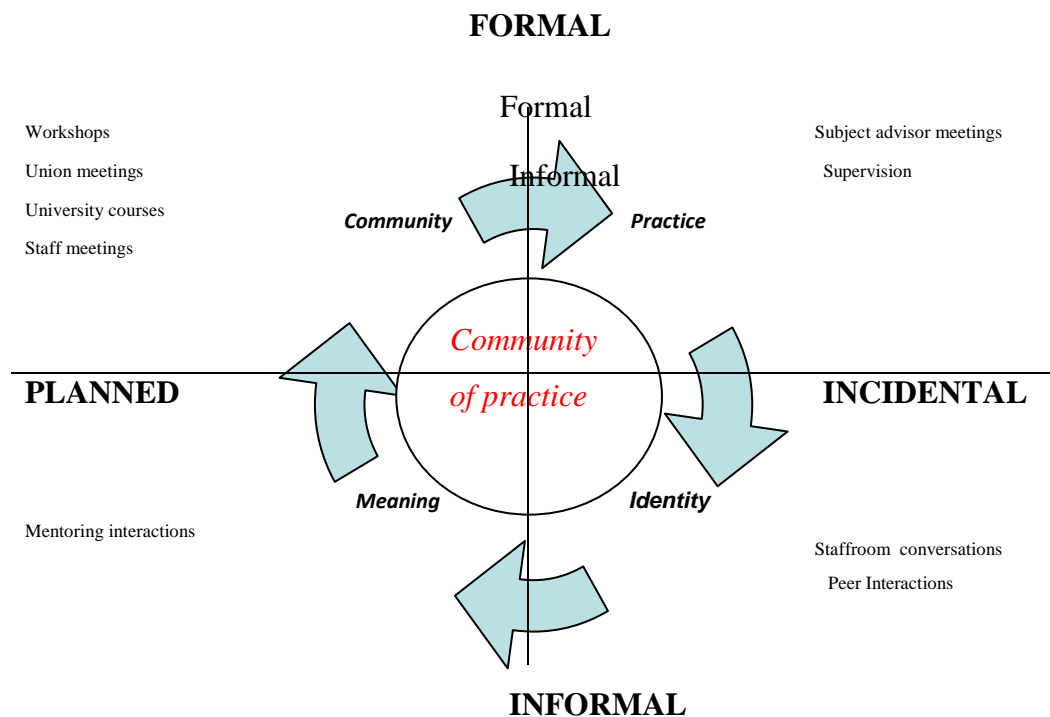 FORMAL
Formal
Workshops
Subject advisor meetings
Union meetings
Supervision
Informal
University courses
Community
Practice
Staff meetings
Community
of practice
PLANNED
INCIDENTAL
Meaning
Identity
Mentoring interactions
Staffroom conversations
Peer Interactions
INFORMAL